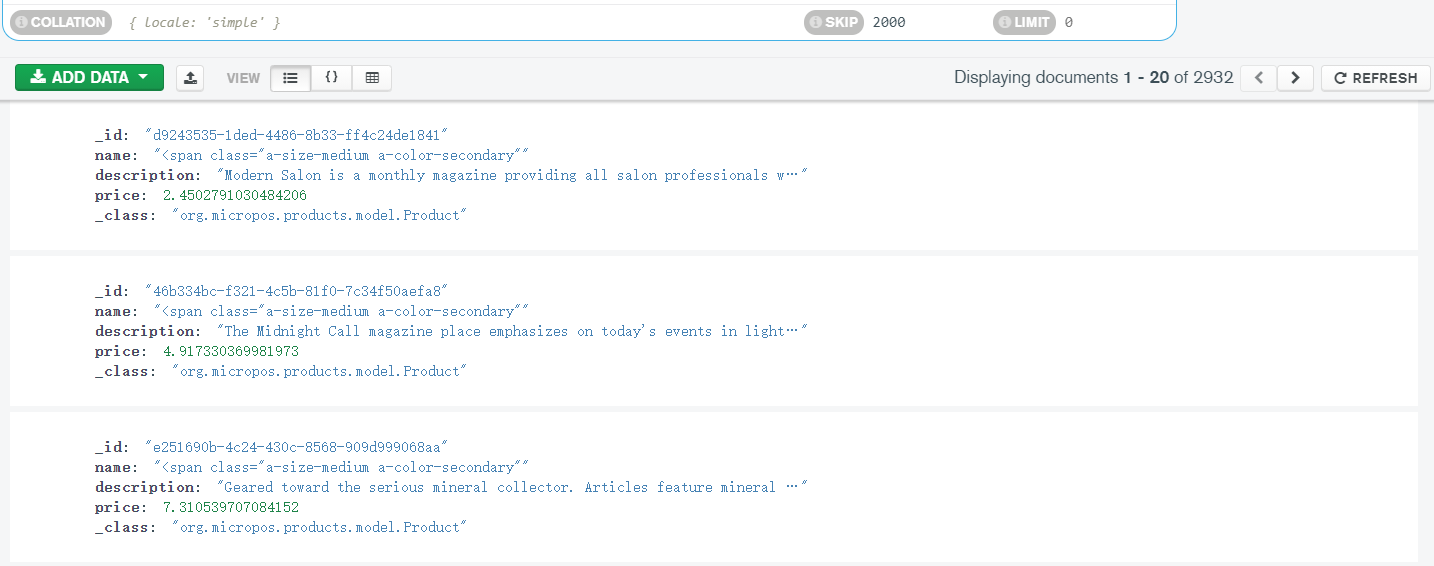 COLLATION { locale: 'simple' } SKIP 2000 LIMIT 0
ADD DATA VIEW {} Displaying documents 1 - 20 of 2932 < > REFRESH
_id: "d9243535-1ded-4486-8b33-ff4c24de1841"
name: "<span class="a-size-medium a-color-secondary""
description: "Modern Salon is a monthly magazine providing all salon professionals w…"
price: 2.4502791030484206
_class: "org.micropos.products.model.Product"
_id: "46b334bc-f321-4c5b-81f0-7c34f50aefa8"
name: "<span class="a-size-medium a-color-secondary""
description: "The Midnight Call magazine place emphasizes on today's events in light…"
price: 4.917330369981973
_class: "org.micropos.products.model.Product"
_id: "e251690b-4c24-430c-8568-909d999068aa"
name: "<span class="a-size-medium a-color-secondary""
description: "Geared toward the serious mineral collector. Articles feature mineral …"
price: 7.310539707084152
_class: "org.micropos.products.model.Product"